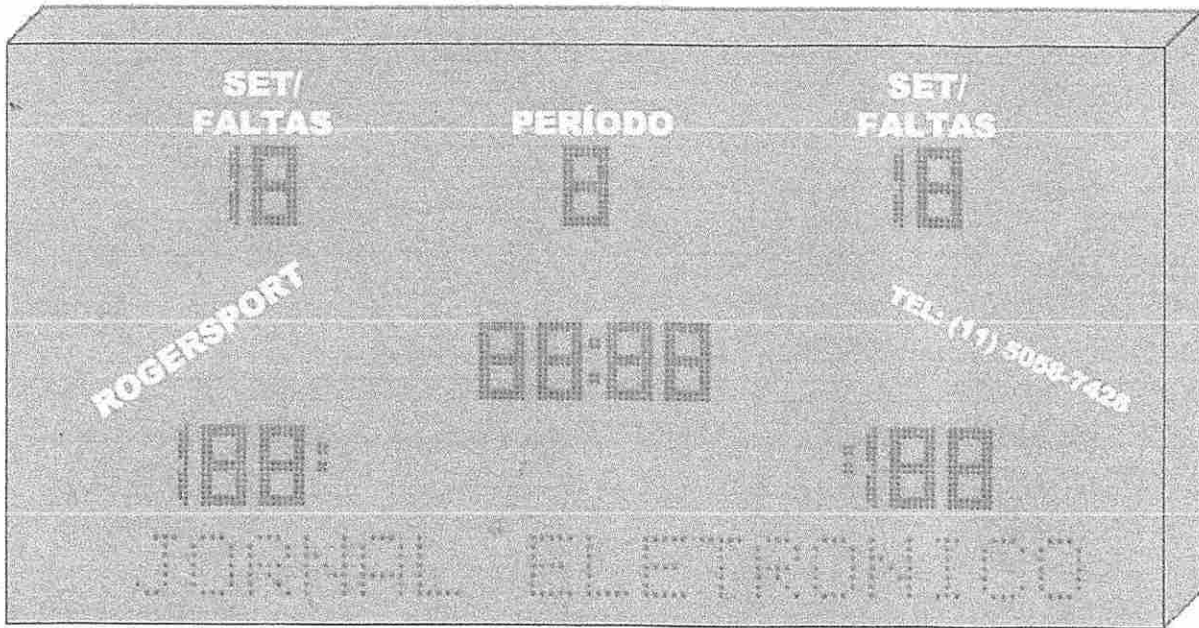 SET/
FALTAS
PERÍODO
SET/
FALTAS
18
8
18
ROGERSPORT
TEL: (11) 5058-7428
88:88
188:
:188
JORNAL ELETRONICO